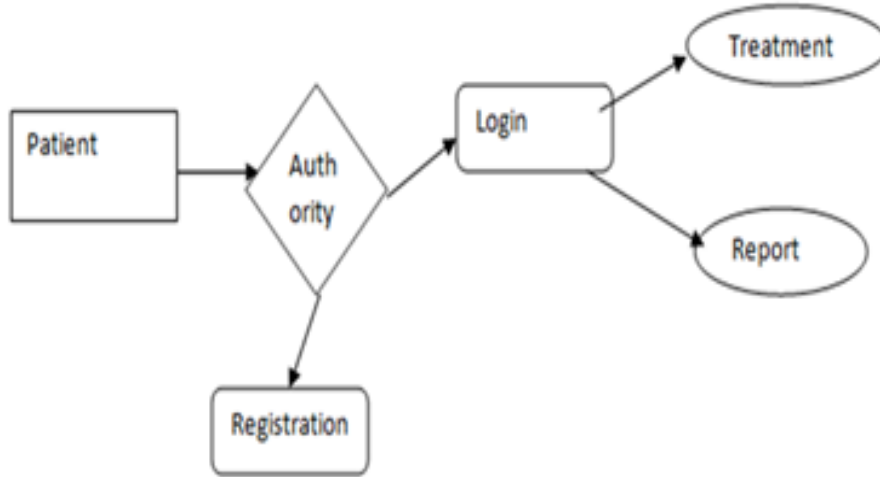 Treatment
Login
Patient
Auth
ority
Report
Registration